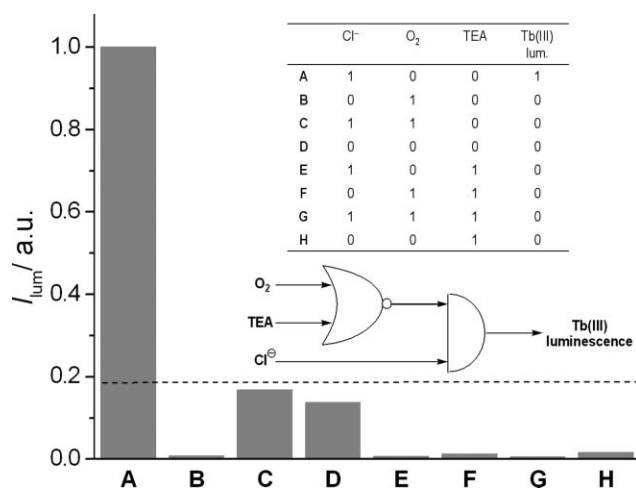 Cl⁻ O₂ TEA Tb(III) lum.
A 1 0 0 1
B 0 1 0 0
C 1 1 0 0
D 0 0 0 0
E 1 0 1 0
F 0 1 1 0
G 1 1 1 0
H 0 0 1 0
O₂
TEA
Cl⊖
Tb(III)
luminescence
I lum/ a.u.
1.0
0.8
0.6
0.4
0.2
0.0
A B C D E F G H